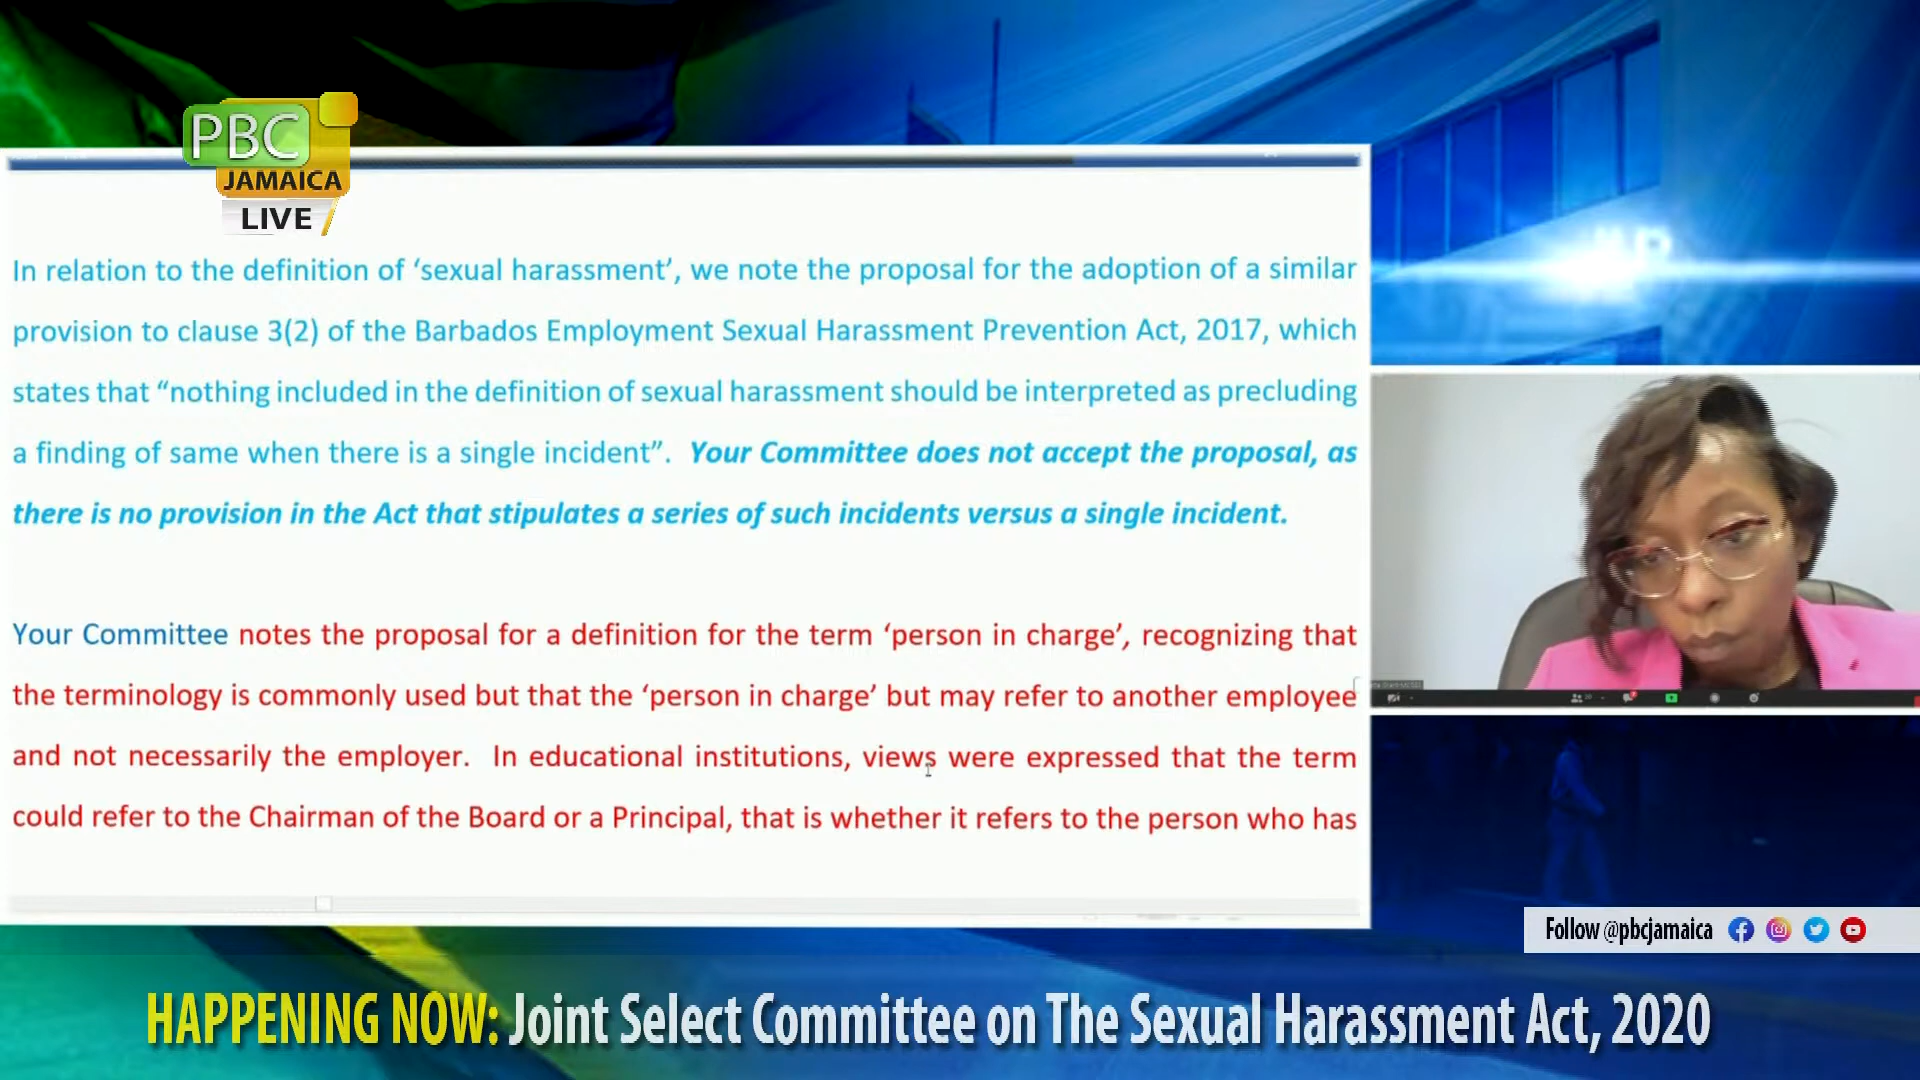 PBC
JAMAICA
LIVE
In relation to the definition of ‘sexual harassment’, we note the proposal for the adoption of a similar
provision to clause 3(2) of the Barbados Employment Sexual Harassment Prevention Act, 2017, which
states that “nothing included in the definition of sexual harassment should be interpreted as precluding
a finding of same when there is a single incident”. Your Committee does not accept the proposal, as
there is no provision in the Act that stipulates a series of such incidents versus a single incident.
Your Committee notes the proposal for a definition for the term ‘person in charge’, recognizing that
the terminology is commonly used but that the ‘person in charge’ but may refer to another employee
and not necessarily the employer. In educational institutions, views were expressed that the term
could refer to the Chairman of the Board or a Principal, that is whether it refers to the person who has
Follow @pbcjamaica
HAPPENING NOW: Joint Select Committee on The Sexual Harassment Act, 2020